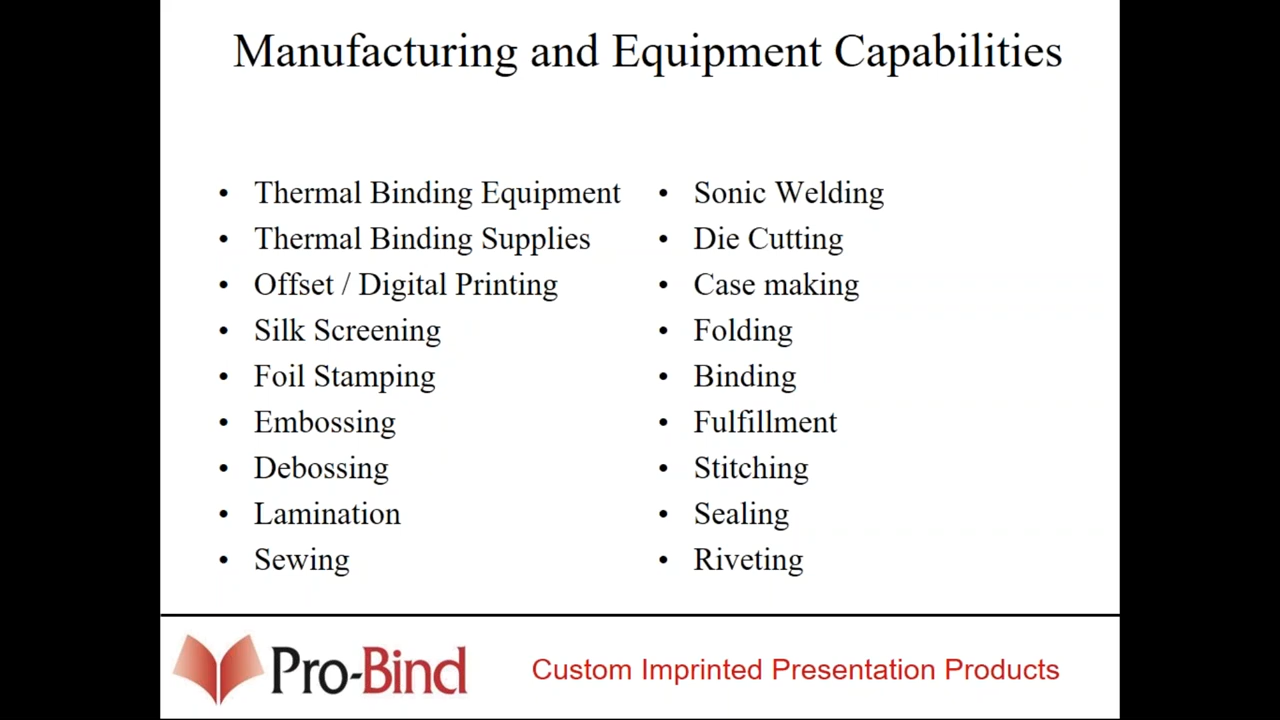 Manufacturing and Equipment Capabilities
• Thermal Binding Equipment
• Thermal Binding Supplies
• Offset / Digital Printing
• Silk Screening
• Foil Stamping
• Embossing
• Debossing
• Lamination
• Sewing
• Sonic Welding
• Die Cutting
• Case making
• Folding
• Binding
• Fulfillment
• Stitching
• Sealing
• Riveting
Pro-Bind
Custom Imprinted Presentation Products